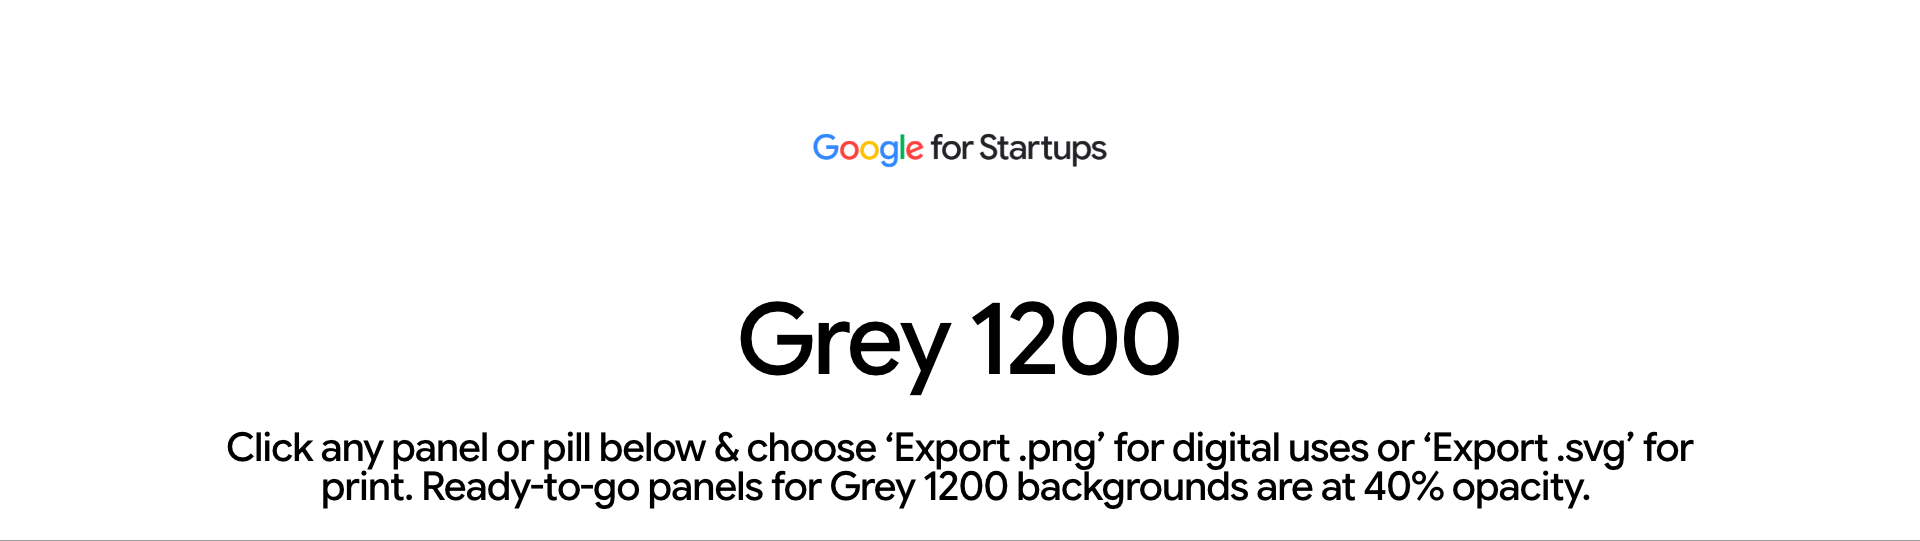 Google for Startups
Grey 1200
Click any panel or pill below & choose ‘Export .png’ for digital uses or ‘Export .svg’ for
print. Ready-to-go panels for Grey 1200 backgrounds are at 40% opacity.